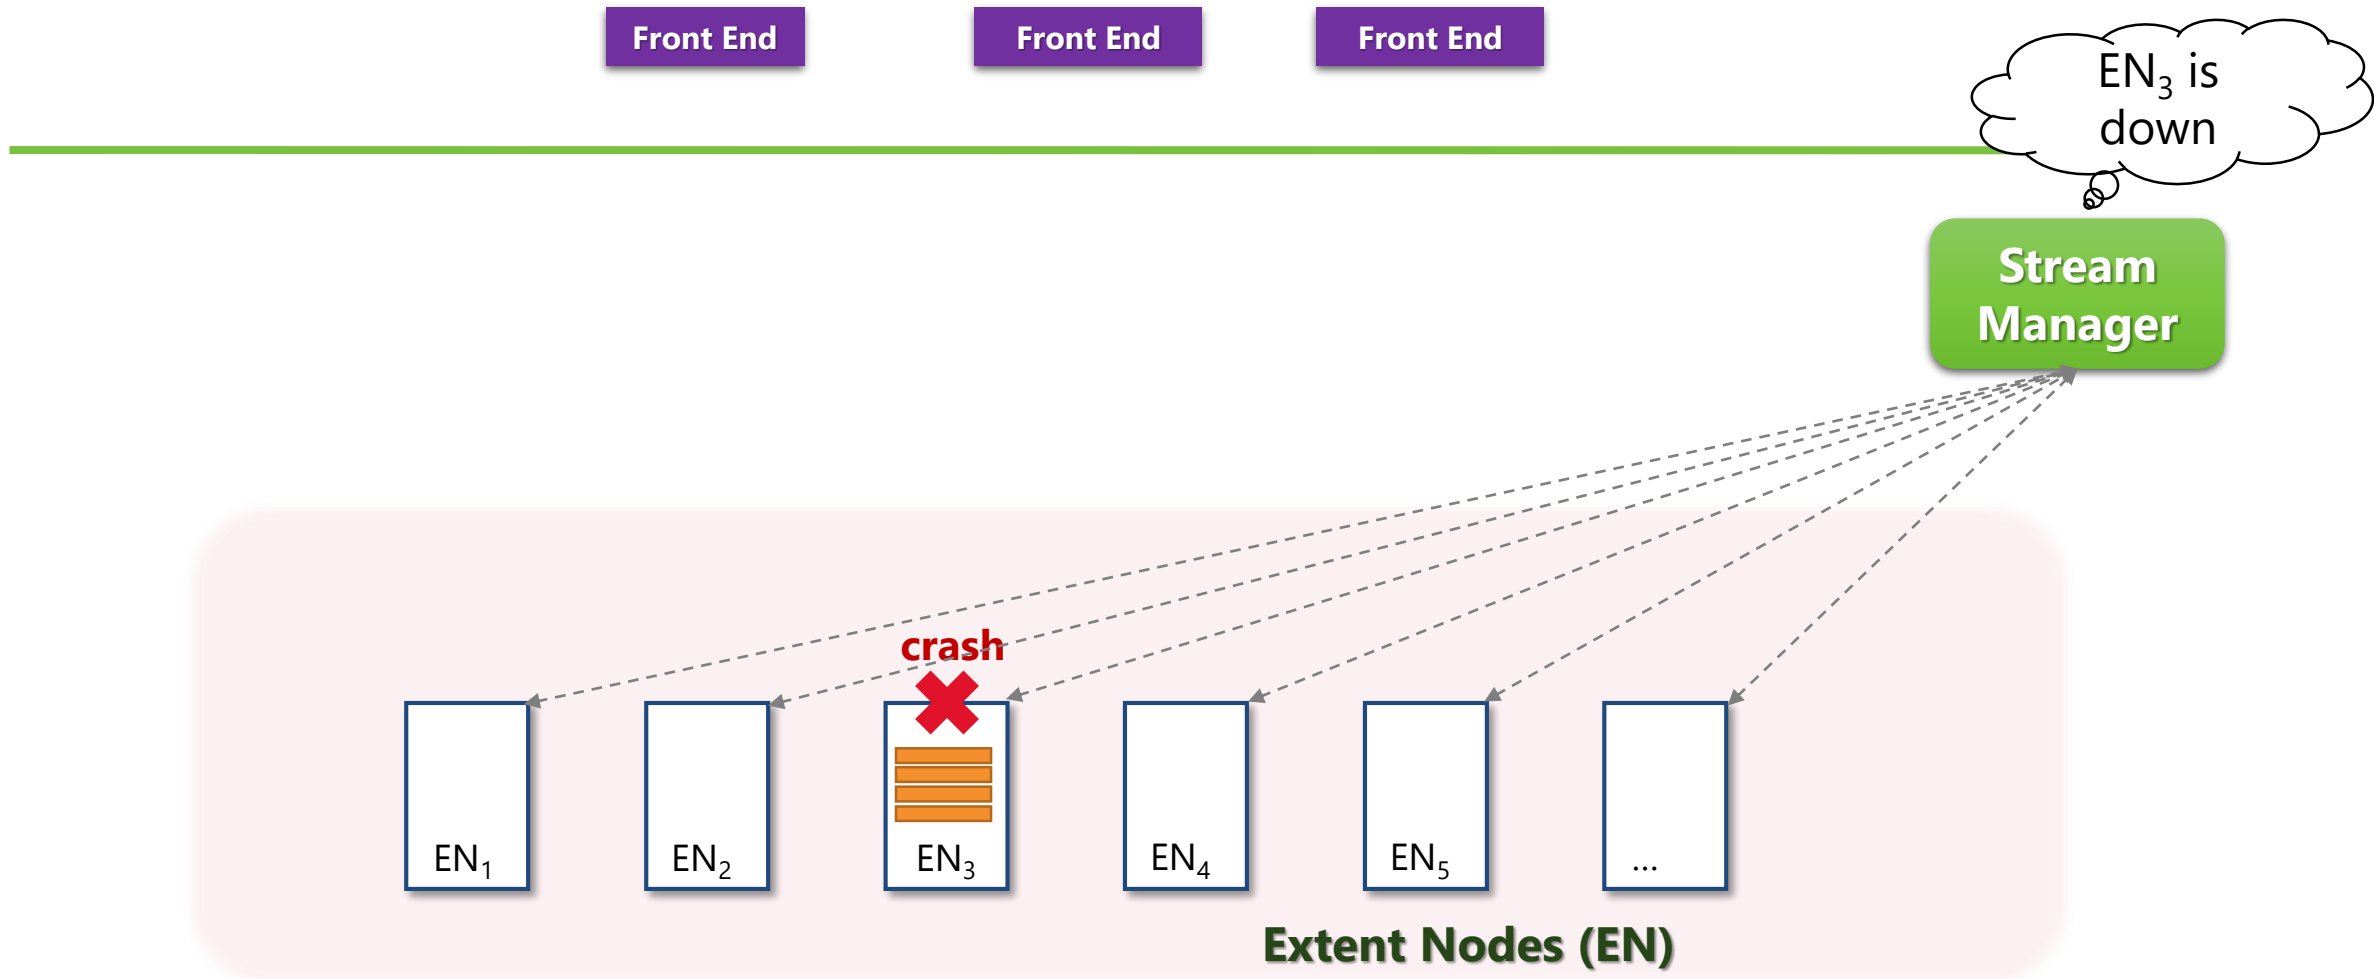 Front End
Front End
Front End
EN₃ is
down
Stream
Manager
crash
EN₁
EN₂
EN₃
EN₄
EN₅
...
Extent Nodes (EN)